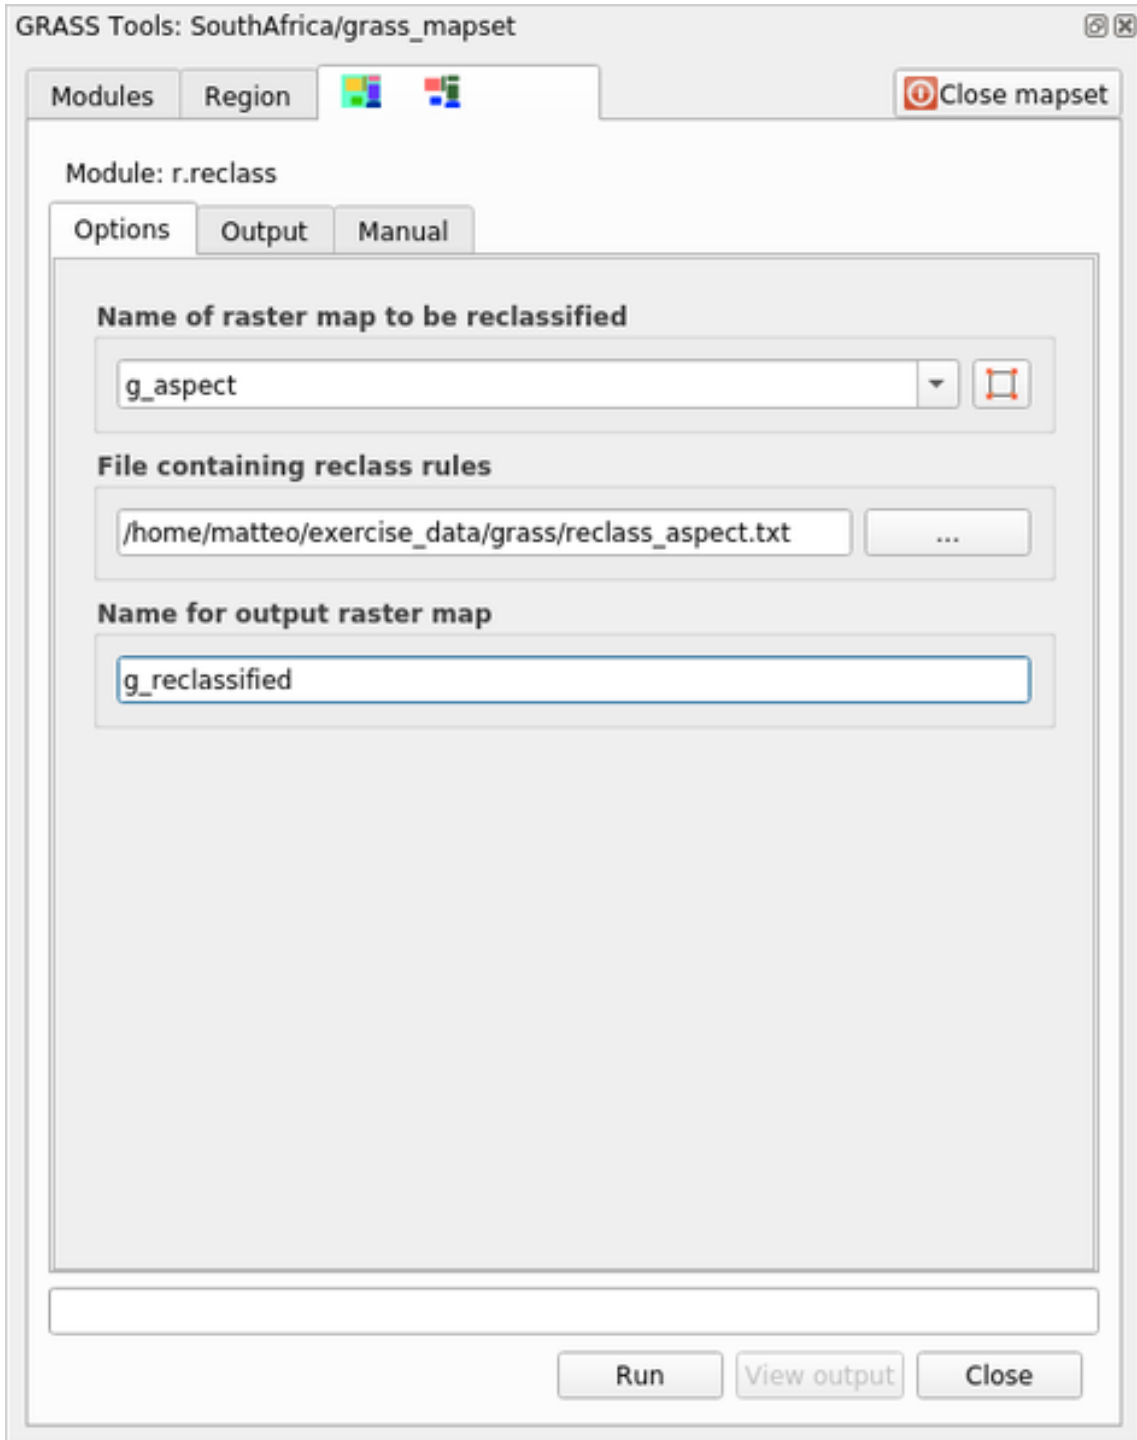 GRASS Tools: SouthAfrica/grass_mapset
Modules Region Close mapset
Module: r.reclass
Options Output Manual
Name of raster map to be reclassified
g_aspect
File containing reclass rules
/home/matteo/exercise_data/grass/reclass_aspect.txt ...
Name for output raster map
g_reclassified
Run View output Close